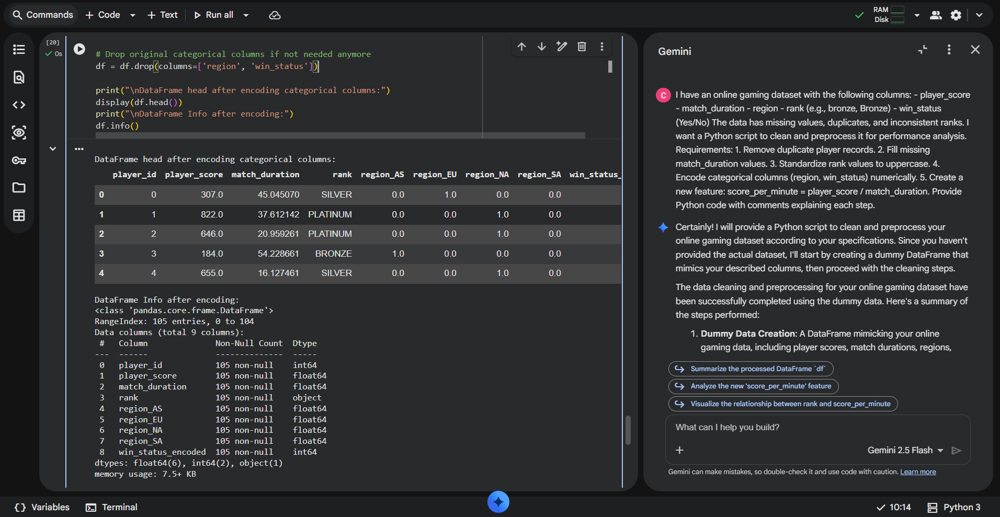 Commands + Code + Text Run all
RAM
Disk
[20]
0s
# Drop original categorical columns if not needed anymore
df = df.drop(columns=['region', 'win_status'])
print("\nDataFrame head after encoding categorical columns:")
display(df.head())
print("\nDataFrame Info after encoding:")
df.info()
DataFrame head after encoding categorical columns:
player_id player_score match_duration rank region_AS region_EU region_NA region_SA win_status_
0 0 307.0 45.045070 SILVER 0.0 1.0 0.0 0.0
1 1 822.0 37.612142 PLATINUM 0.0 0.0 1.0 0.0
2 2 646.0 20.959261 PLATINUM 0.0 0.0 1.0 0.0
3 3 184.0 54.228661 BRONZE 1.0 0.0 0.0 0.0
4 4 655.0 16.127461 SILVER 0.0 0.0 1.0 0.0
DataFrame Info after encoding:
<class 'pandas.core.frame.DataFrame'>
RangeIndex: 105 entries, 0 to 104
Data columns (total 9 columns):
# Column Non-Null Count Dtype
--- ------ -------------- -----
0 player_id 105 non-null int64
1 player_score 105 non-null float64
2 match_duration 105 non-null float64
3 rank 105 non-null object
4 region_AS 105 non-null float64
5 region_EU 105 non-null float64
6 region_NA 105 non-null float64
7 region_SA 105 non-null float64
8 win_status_encoded 105 non-null int64
dtypes: float64(6), int64(2), object(1)
memory usage: 7.5+ KB
Gemini
C
I have an online gaming dataset with the following columns: - player_score
- match_duration - region - rank (e.g., bronze, Bronze) - win_status
(Yes/No) The data has missing values, duplicates, and inconsistent ranks. I
want a Python script to clean and preprocess it for performance analysis.
Requirements: 1. Remove duplicate player records. 2. Fill missing
match_duration values. 3. Standardize rank values to uppercase. 4.
Encode categorical columns (region, win_status) numerically. 5. Create a
new feature: score_per_minute = player_score / match_duration. Provide
Python code with comments explaining each step.
Certainly! I will provide a Python script to clean and preprocess your
online gaming dataset according to your specifications. Since you haven't
provided the actual dataset, I'll start by creating a dummy DataFrame that
mimics your described columns, then proceed with the cleaning steps.
The data cleaning and preprocessing for your online gaming dataset have
been successfully completed using the dummy data. Here's a summary of
the steps performed:
1. Dummy Data Creation: A DataFrame mimicking your online
gaming data, including player scores, match durations, regions,
Summarize the processed DataFrame `df`
Analyze the new 'score_per_minute' feature
Visualize the relationship between rank and score_per_minute
What can I help you build?
+ Gemini 2.5 Flash
Gemini can make mistakes, so double-check it and use code with caution. Learn more
Variables Terminal
10:14 Python 3